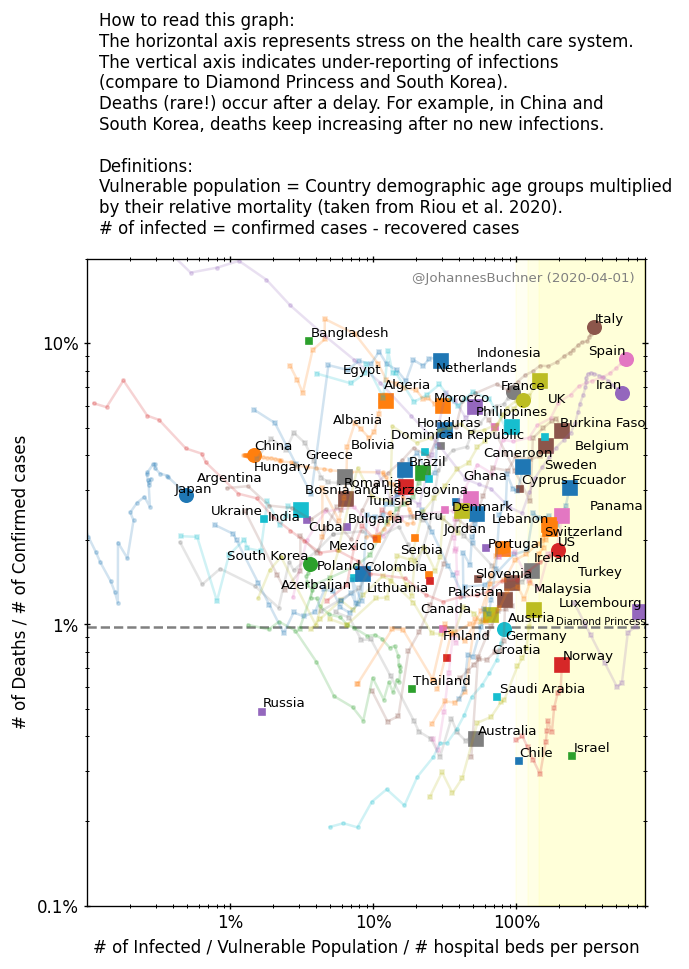 How to read this graph:
The horizontal axis represents stress on the health care system.
The vertical axis indicates under-reporting of infections
(compare to Diamond Princess and South Korea).
Deaths (rare!) occur after a delay. For example, in China and
South Korea, deaths keep increasing after no new infections.
Definitions:
Vulnerable population = Country demographic age groups multiplied
by their relative mortality (taken from Riou et al. 2020).
# of infected = confirmed cases - recovered cases
@JohannesBuchner (2020-04-01)
Italy
Bangladesh
10%
Indonesia
Spain
Netherlands
Egypt
Algeria
France
Iran
Morocco
UK
Philippines
Albania
Honduras
Burkina Faso
Dominican Republic
China
Bolivia
Belgium
Greece
Cameroon
Brazil
Hungary
Sweden
Argentina
Ghana
Cyprus
Ecuador
Romania
Japan
Bosnia and Herzegovina
Tunisia
Denmark
Panama
Ukraine
India
Bulgaria
Peru
Lebanon
Cuba
Jordan
Switzerland
Mexico
Serbia
Portugal
US
South Korea
Poland
Colombia
Ireland
Slovenia
Turkey
Azerbaijan
Lithuania
Pakistan
Malaysia
Canada
Luxembourg
Austria
Diamond Princess
1%
Finland
Germany
Croatia
Norway
Thailand
Saudi Arabia
Russia
Australia
Chile
Israel
0.1%
1%
10%
100%
# of Deaths / # of Confirmed cases
# of Infected / Vulnerable Population / # hospital beds per person